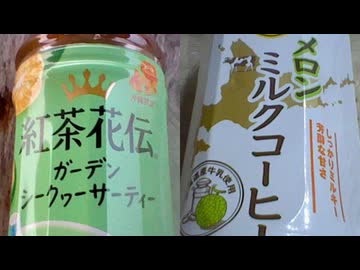 紅茶花伝
ガーデン
シークヮーサーティー
メロン
ミルクコーヒー
しっかりミルキー
芳醇な甘さ